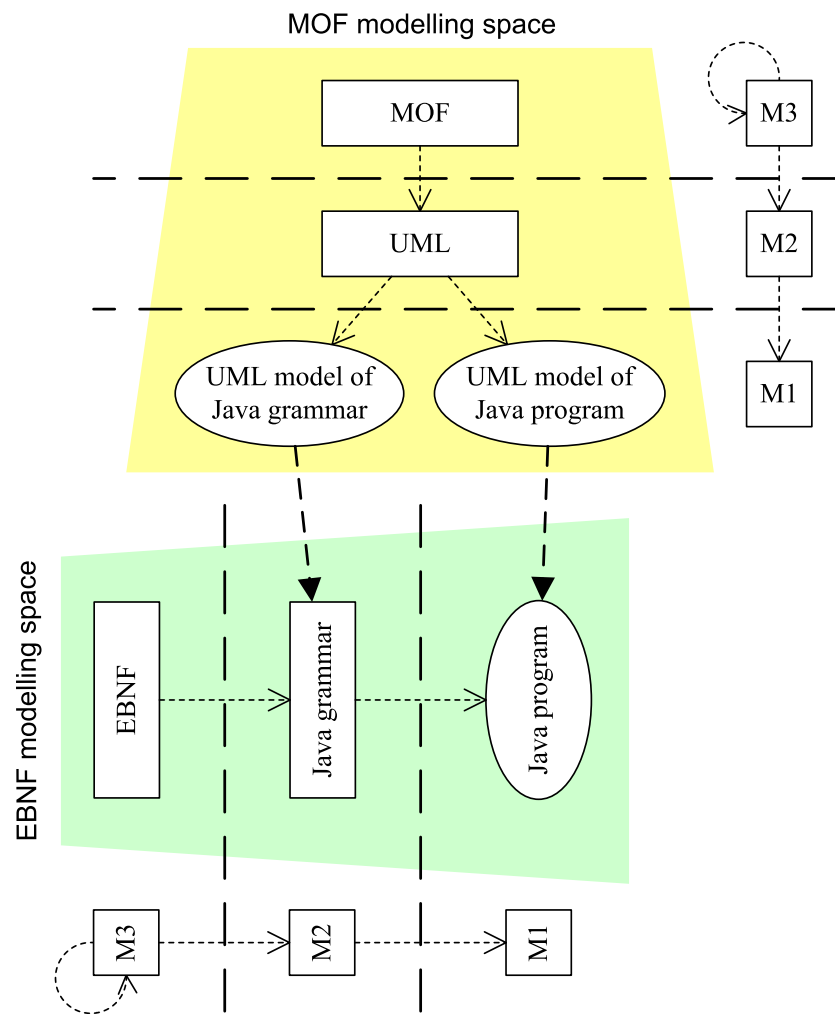 MOF modelling space
MOF
M3
UML
M2
UML model of
Java grammar
UML model of
Java program
M1
EBNF modelling space
EBNF
Java grammar
Java program
M3
M2
M1